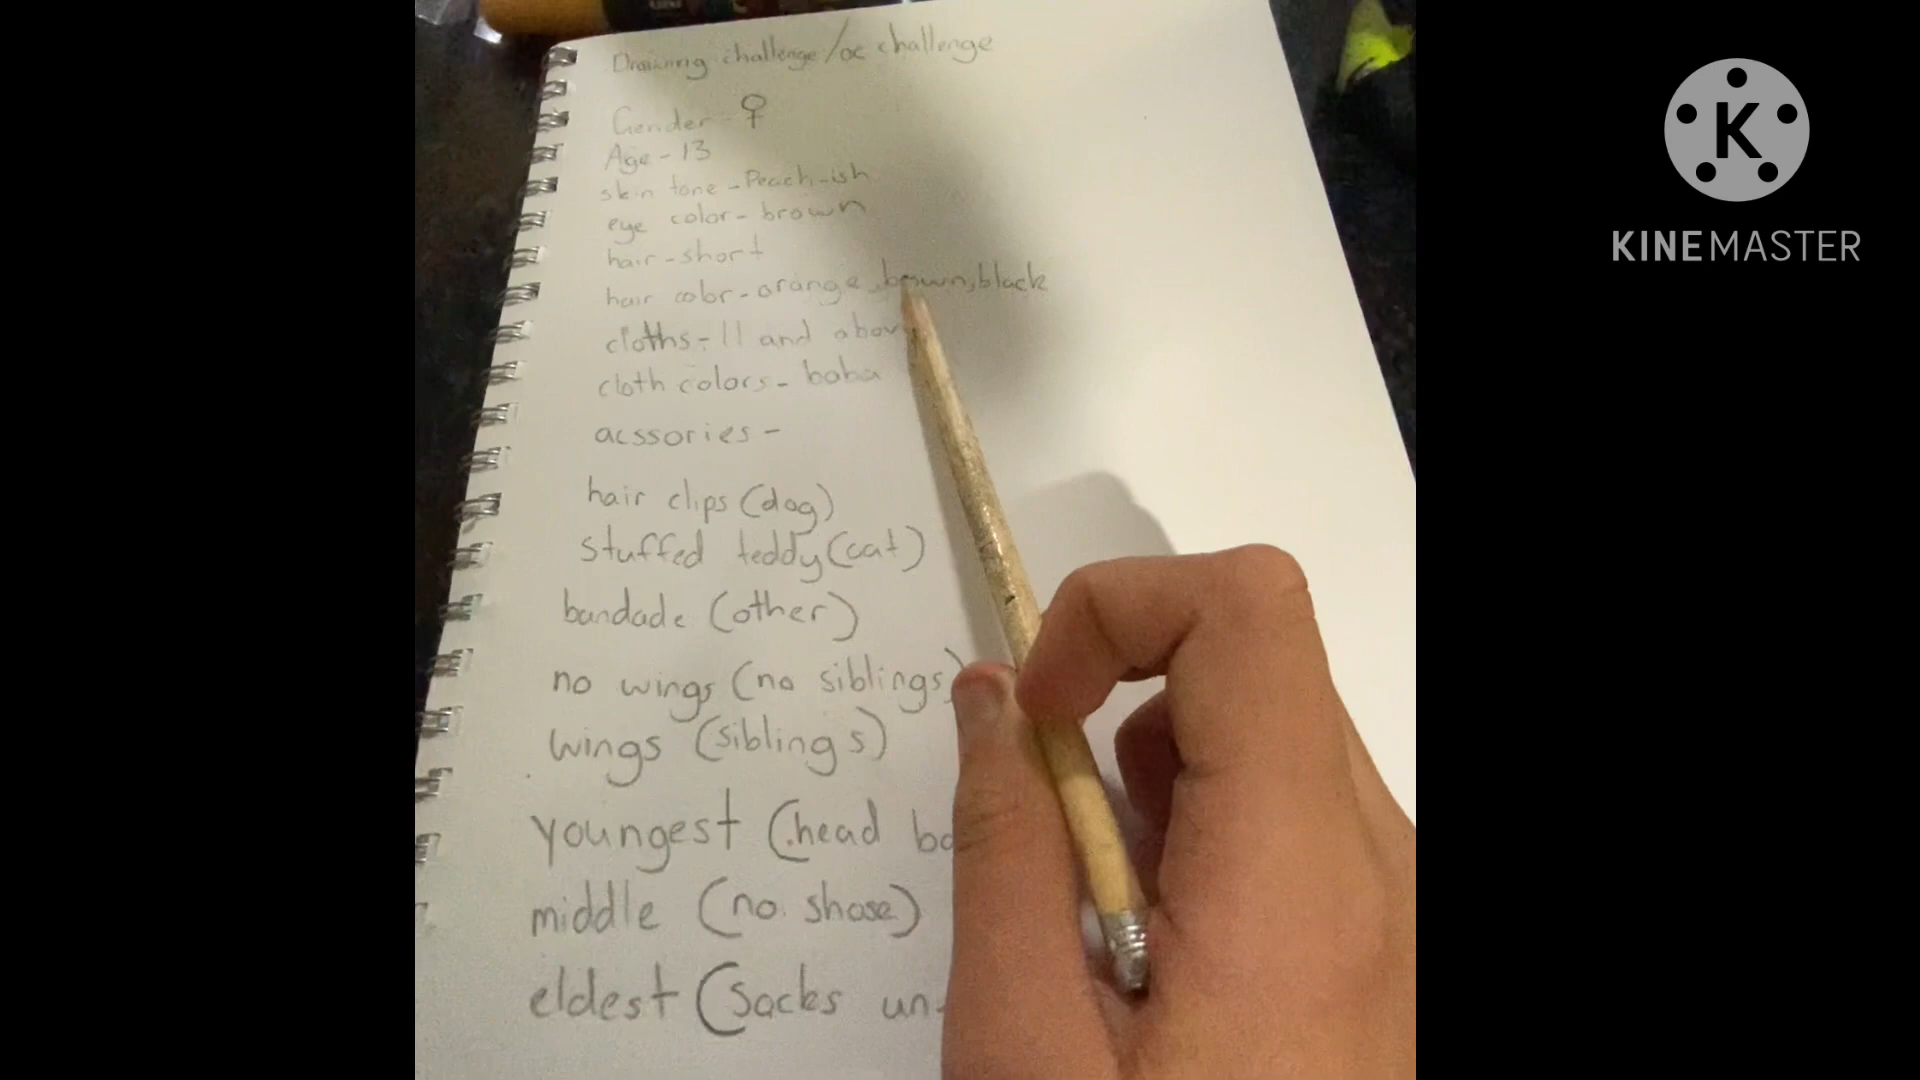 Drawing challenge/oc challenge
Gender - ♀
Age - 13
skin tone - Peach-ish
eye color - brown
hair - short
hair color - orange, brown, black
cloths - 11 and above
cloth colors - boba
acssories -
hair clips (dog)
stuffed teddy (cat)
bandade (other)
no wings (no siblings)
wings (siblings)
youngest (head
middle (no shose)
eldest (socks
K
KINEMASTER